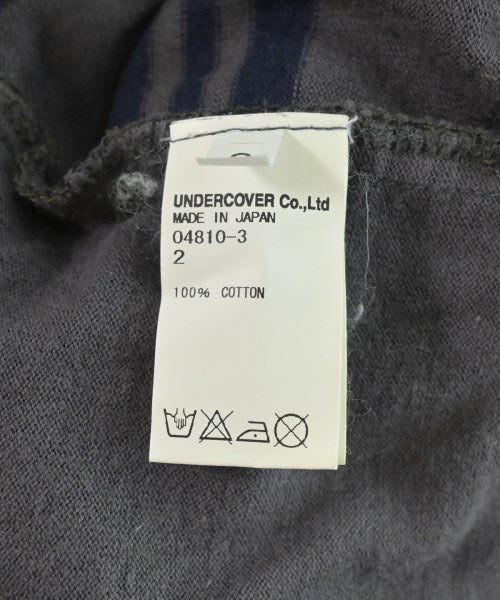 UNDERCOVER Co.,Ltd
MADE IN JAPAN
04810-3
2
100% COTTON